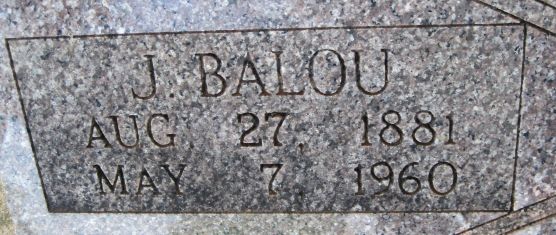 J. BALOU
AUG. 27, 1881
MAY 7, 1960